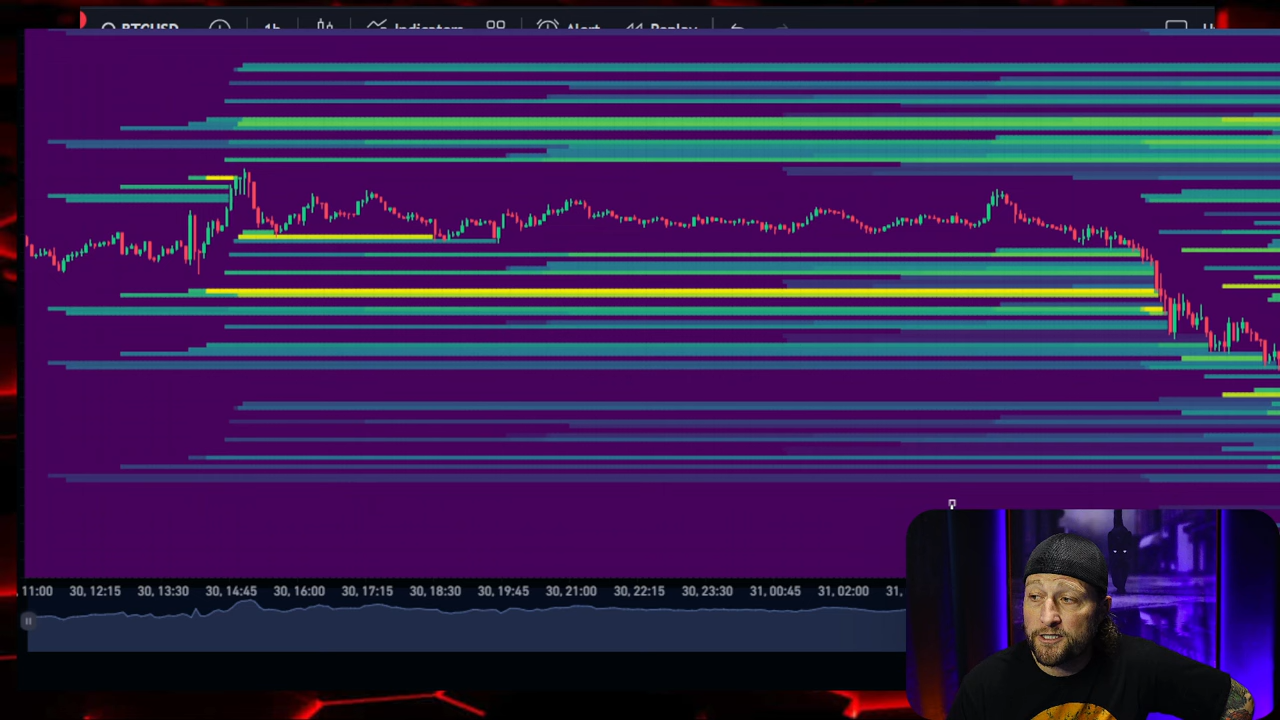 BTCUSD 1h Indicators Alert Replay
11:00 30, 12:15 30, 13:30 30, 14:45 30, 16:00 30, 17:15 30, 18:30 30, 19:45 30, 21:00 30, 22:15 30, 23:30 31, 00:45 31, 02:00 31,